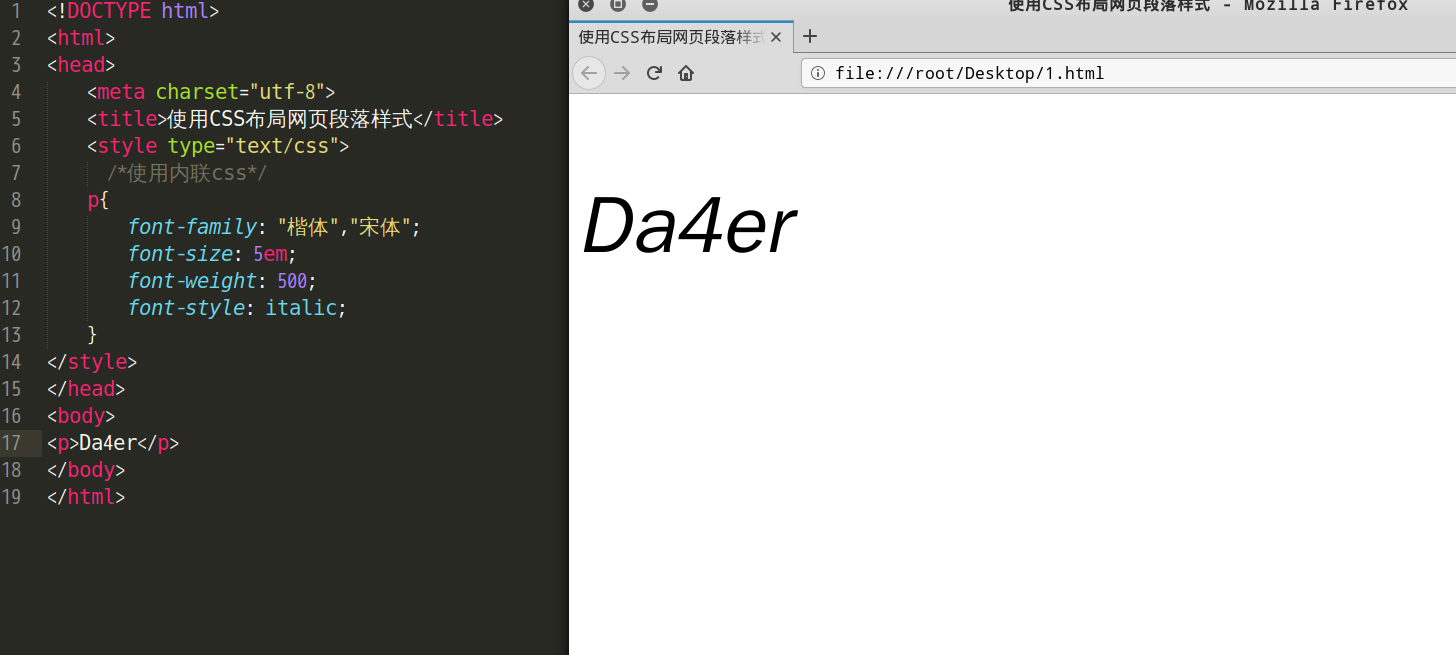 1 <!DOCTYPE html>
2 <html>
3 <head>
4 <meta charset="utf-8">
5 <title>使用CSS布局网页段落样式</title>
6 <style type="text/css">
7 /*使用内联css*/
8 p{
9 font-family: "楷体","宋体";
10 font-size: 5em;
11 font-weight: 500;
12 font-style: italic;
13 }
14 </style>
15 </head>
16 <body>
17 <p>Da4er</p>
18 </body>
19 </html>
使用CSS布局网页段落样式 - Mozilla Firefox
使用CSS布局网页段落样式
file:///root/Desktop/1.html
Da4er